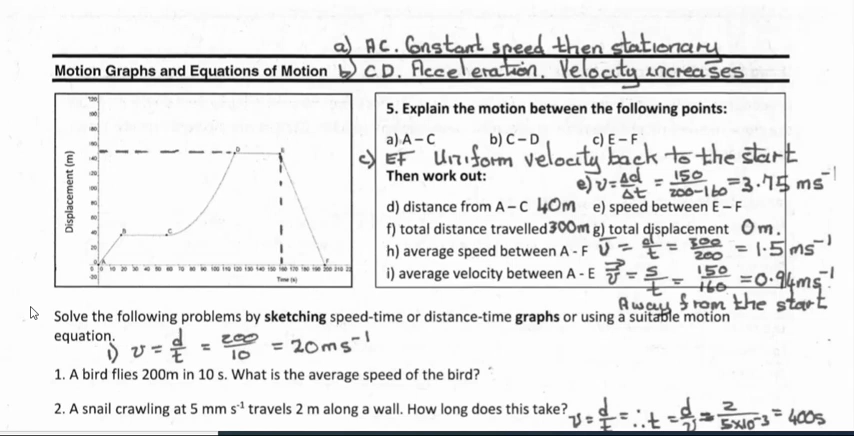 a) AC. Constant speed then stationary
Motion Graphs and Equations of Motion b) CD. Acceleration. Velocity increases
5. Explain the motion between the following points:
a) A – C b) C – D c) E – F
c) EF Uniform velocity back to the start
Then work out: e) v = Δd/Δt = 150/200-160 = 3.75 ms⁻¹
d) distance from A – C 40m e) speed between E – F
f) total distance travelled 300m g) total displacement 0m.
h) average speed between A - F v̅ = d/t = 300/200 = 1.5 ms⁻¹
i) average velocity between A - E v⃗ = s/t = 150/160 = 0.94ms⁻¹
Away from the start
Displacement (m)
Time (s)
Solve the following problems by sketching speed-time or distance-time graphs or using a suitable motion
equation. 1) v = d/t = 200/10 = 20ms⁻¹
1. A bird flies 200m in 10 s. What is the average speed of the bird?
2. A snail crawling at 5 mm s⁻¹ travels 2 m along a wall. How long does this take? v = d/t = ∴ t = d/v = 2/5x10⁻³ = 400s